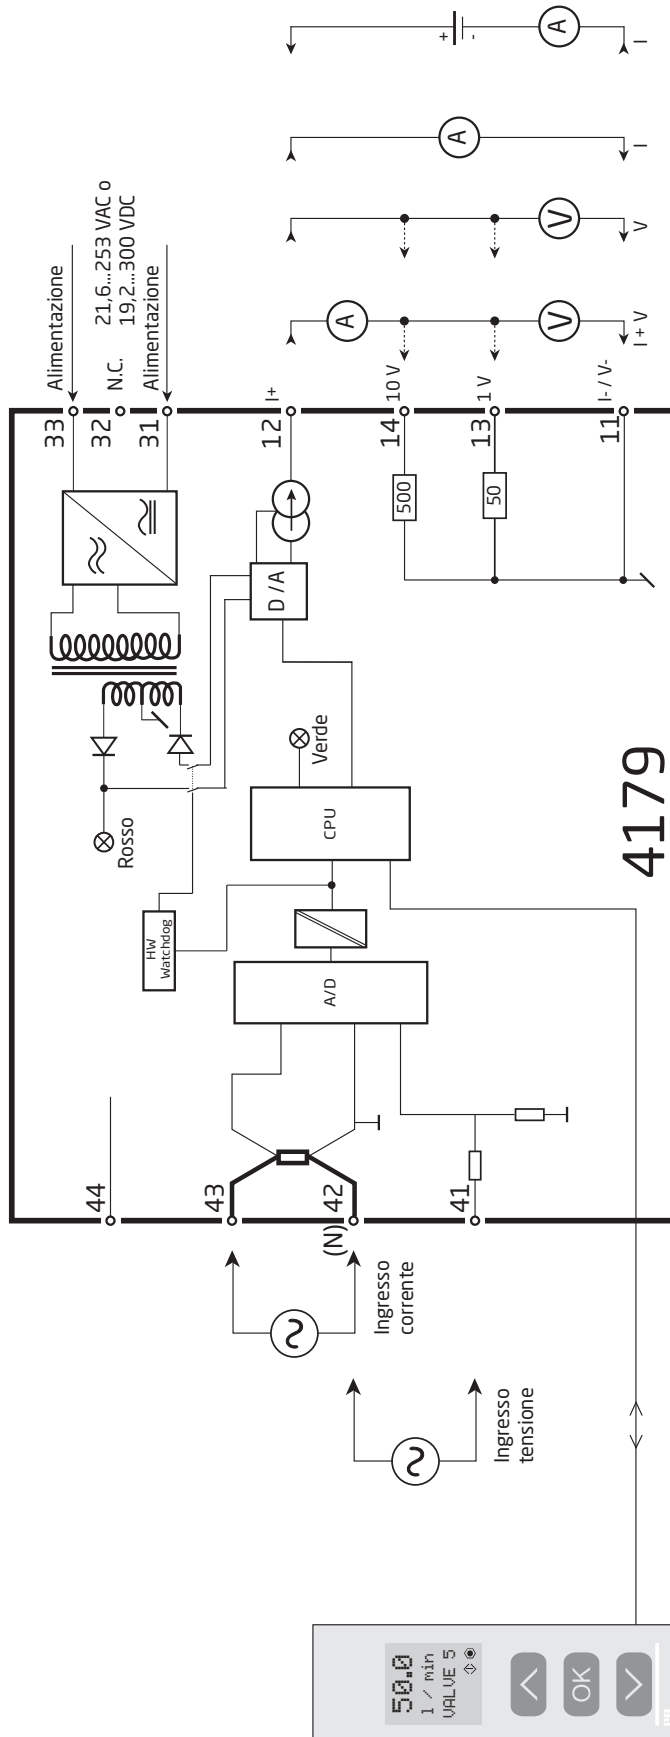 33
Alimentazione
32
N.C.
21,6...253 VAC o
19,2...300 VDC
31
Alimentazione
12
I+
14
10 V
13
1 V
11
I- / V-
A
V
I + V
V
V
A
I
+
-
A
I
500
50
D / A
Rosso
Verde
CPU
HW
Watchdog
A/D
44
43
42
(N)
41
Ingresso
corrente
Ingresso
tensione
4179
50.0
l / min
VALVE 5
OK